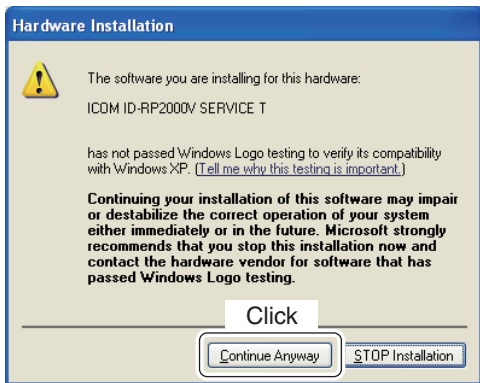 Hardware Installation
The software you are installing for this hardware:
ICOM ID-RP2000V SERVICE T
has not passed Windows Logo testing to verify its compatibility
with Windows XP. (Tell me why this testing is important.)
Continuing your installation of this software may impair
or destabilize the correct operation of your system
either immediately or in the future. Microsoft strongly
recommends that you stop this installation now and
contact the hardware vendor for software that has
passed Windows Logo testing.
Click
Continue Anyway
STOP Installation